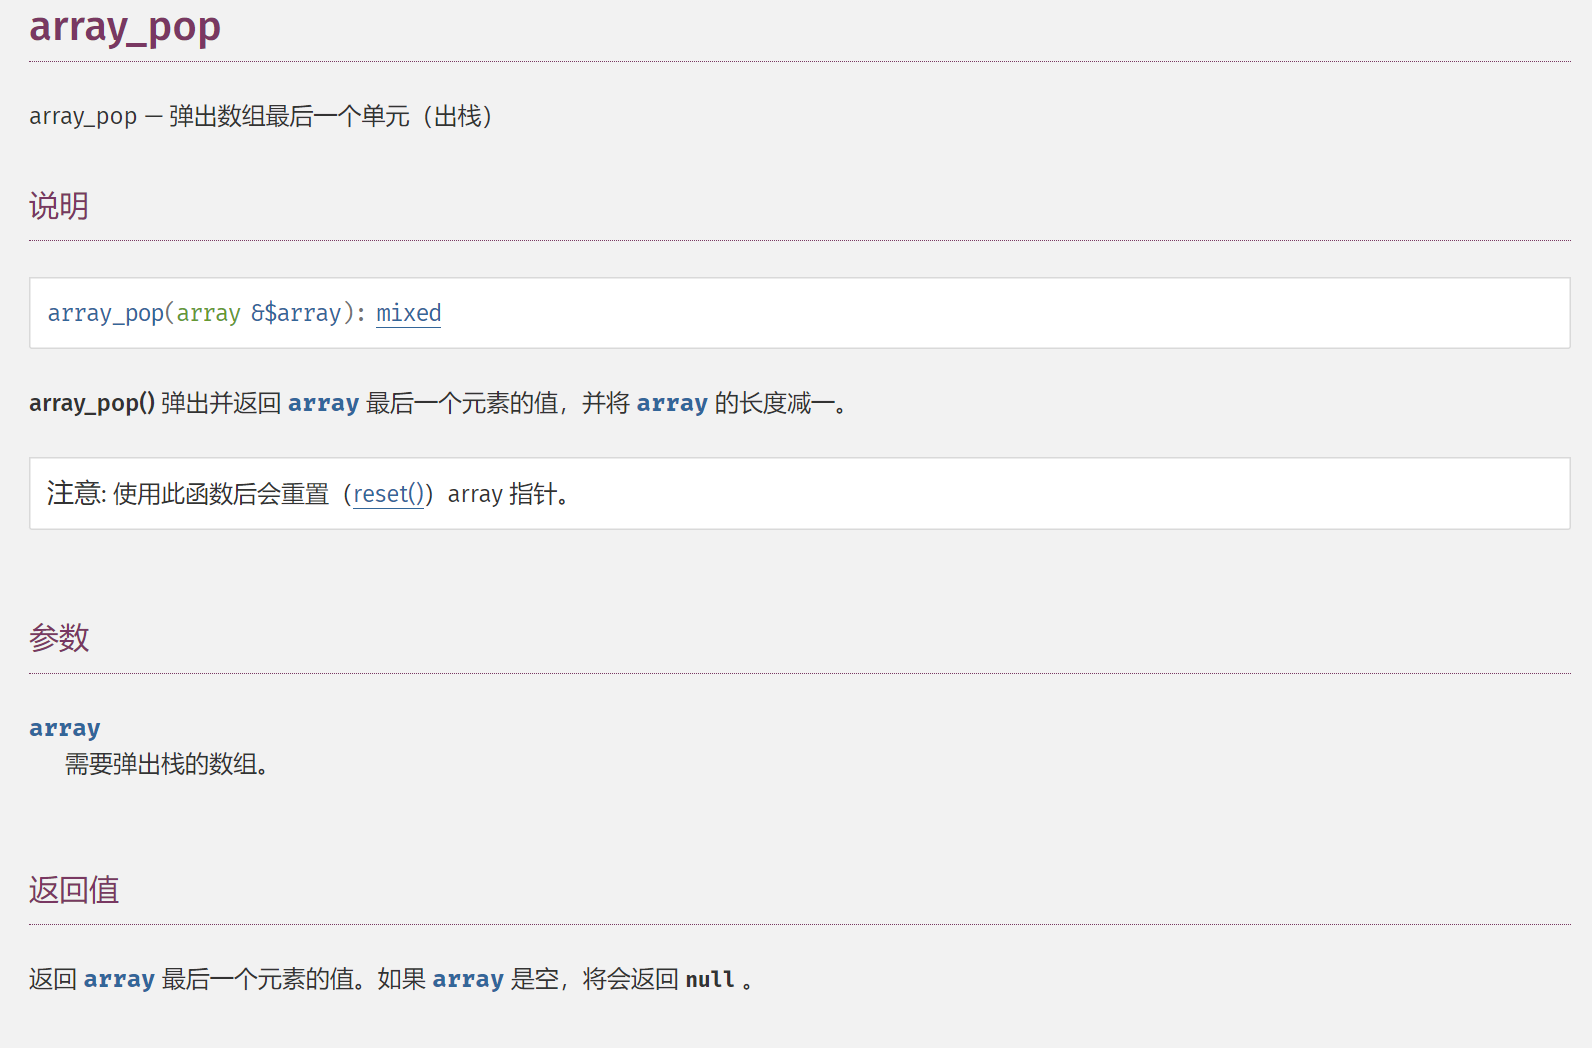 array_pop
array_pop — 弹出数组最后一个单元（出栈）
说明
array_pop(array &$array): mixed
array_pop() 弹出并返回 array 最后一个元素的值，并将 array 的长度减一。
注意: 使用此函数后会重置（reset()）array 指针。
参数
array
需要弹出栈的数组。
返回值
返回 array 最后一个元素的值。如果 array 是空，将会返回 null 。